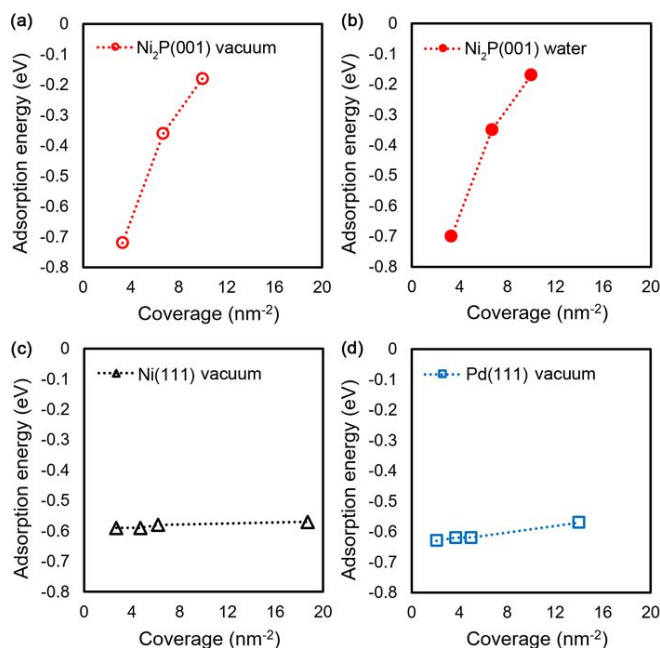 (a)
Ni₂P(001) vacuum
Adsorption energy (eV)
0
-0.1
-0.2
-0.3
-0.4
-0.5
-0.6
-0.7
-0.8
0 4 8 12 16 20
Coverage (nm⁻²)
(b)
Ni₂P(001) water
Adsorption energy (eV)
0
-0.1
-0.2
-0.3
-0.4
-0.5
-0.6
-0.7
-0.8
0 4 8 12 16 20
Coverage (nm⁻²)
(c)
Ni(111) vacuum
Adsorption energy (eV)
0
-0.1
-0.2
-0.3
-0.4
-0.5
-0.6
-0.7
-0.8
0 4 8 12 16 20
Coverage (nm⁻²)
(d)
Pd(111) vacuum
Adsorption energy (eV)
0
-0.1
-0.2
-0.3
-0.4
-0.5
-0.6
-0.7
-0.8
0 4 8 12 16 20
Coverage (nm⁻²)